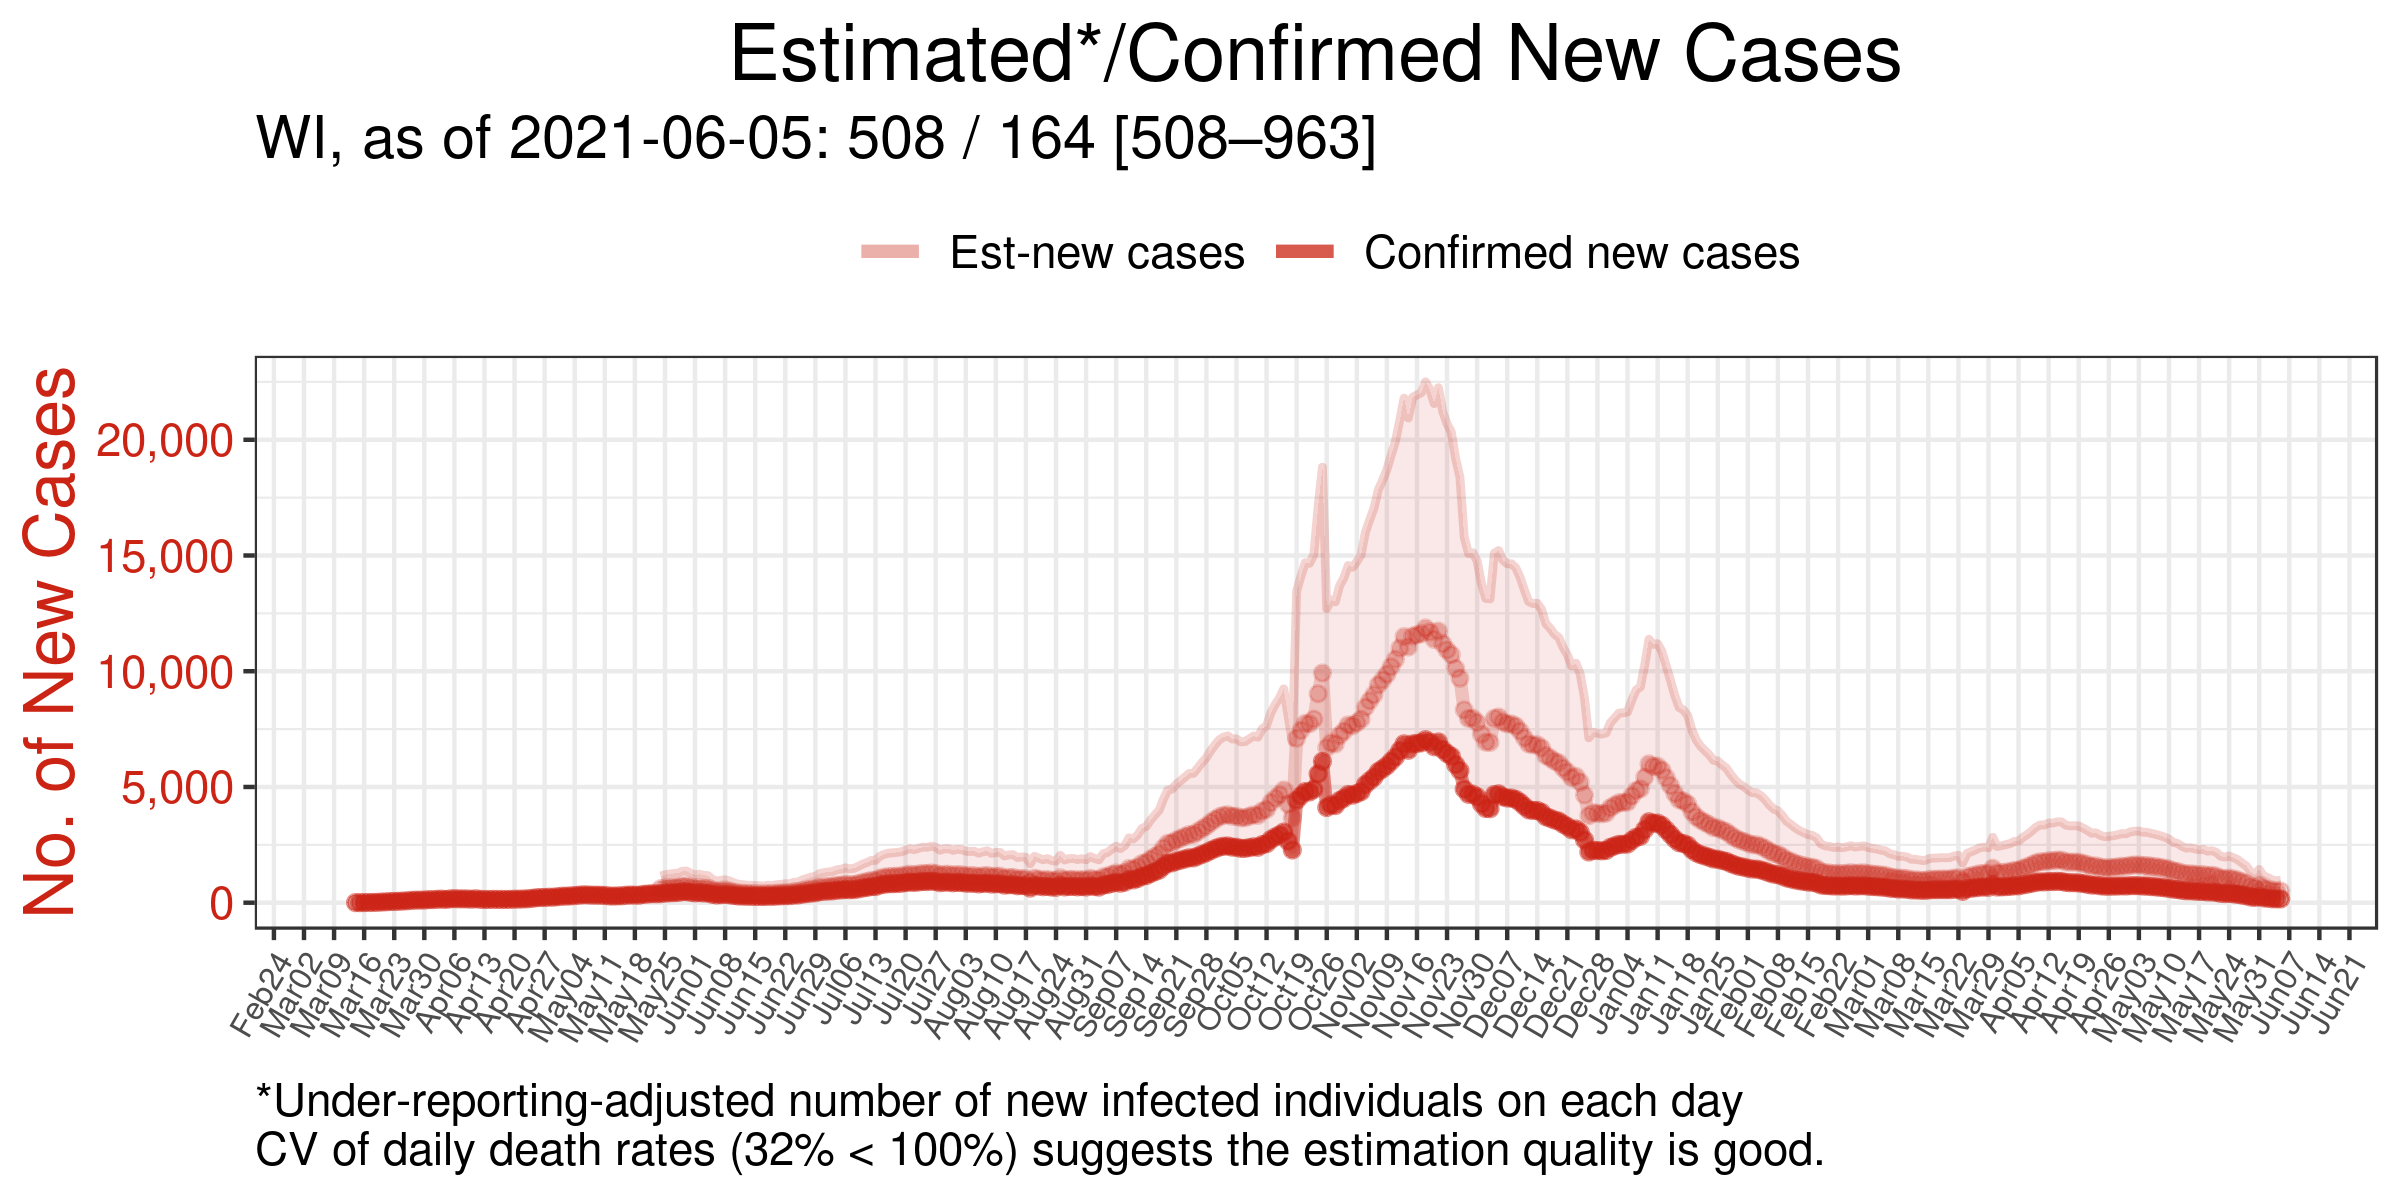 Estimated*/Confirmed New Cases
WI, as of 2021-06-05: 508 / 164 [508–963]
Est-new cases
Confirmed new cases
No. of New Cases
20,000
15,000
10,000
5,000
0
Feb24
Mar02
Mar09
Mar16
Mar23
Mar30
Apr06
Apr13
Apr20
Apr27
May04
May11
May18
May25
Jun01
Jun08
Jun15
Jun22
Jun29
Jul06
Jul13
Jul20
Jul27
Aug03
Aug10
Aug17
Aug24
Aug31
Sep07
Sep14
Sep21
Sep28
Oct05
Oct12
Oct19
Oct26
Nov02
Nov09
Nov16
Nov23
Nov30
Dec07
Dec14
Dec21
Dec28
Jan04
Jan11
Jan18
Jan25
Feb01
Feb08
Feb15
Feb22
Mar01
Mar08
Mar15
Mar22
Mar29
Apr05
Apr12
Apr19
Apr26
May03
May10
May17
May24
May31
Jun07
Jun14
Jun21
*Under-reporting-adjusted number of new infected individuals on each day
CV of daily death rates (32% < 100%) suggests the estimation quality is good.